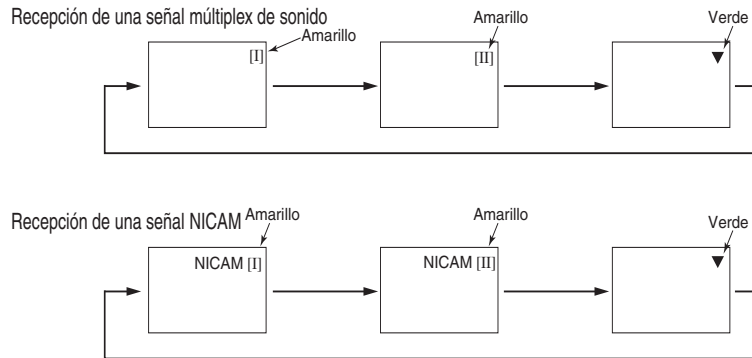 Recepción de una señal múltiplex de sonido
Amarillo
Amarillo
Verde
[I]
[II]
▼
Recepción de una señal NICAM
Amarillo
Amarillo
Verde
NICAM [I]
NICAM [II]
▼